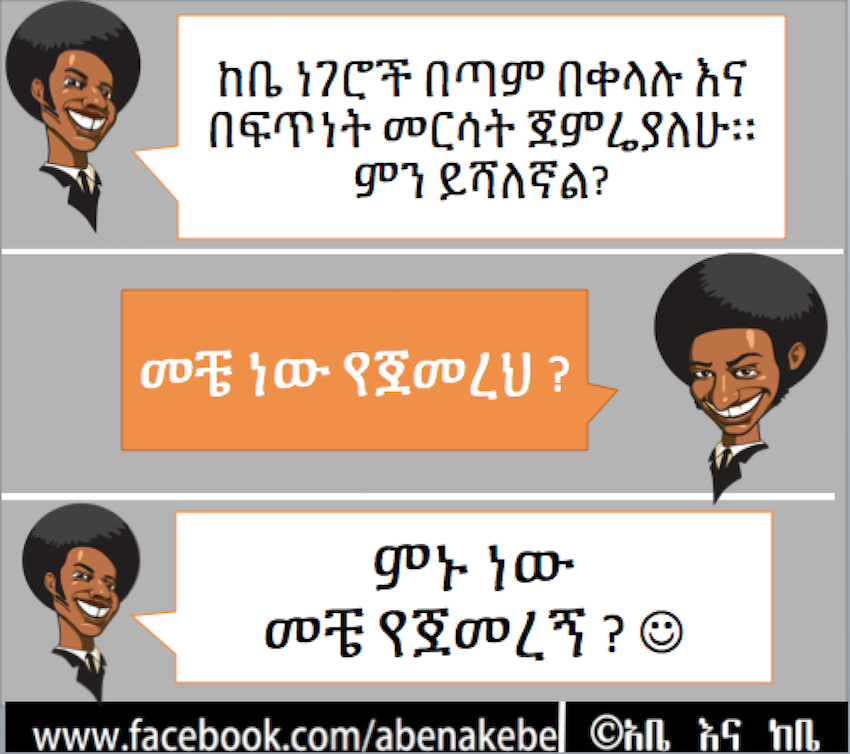 ከቤ ነገሮች በጣም በቀላሉ እና
በፍጥነት መርሳት ጀምሬያለሁ፡፡
ምን ይሻለኛል?
መቼ ነው የጀመረህ ?
ምኑ ነው
መቼ የጀመረኝ ? ☺
www.facebook.com/abenakebe
©አቤ እና ከቤ